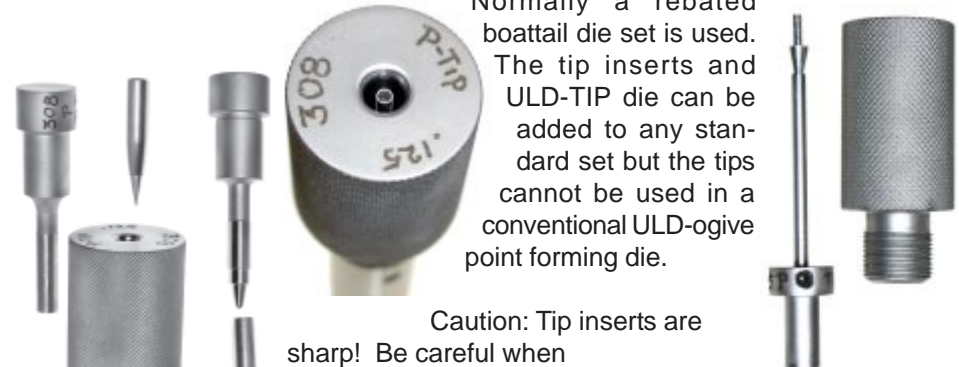 Normally a rebated
boattail die set is used.
The tip inserts and
ULD-TIP die can be
added to any stan-
dard set but the tips
cannot be used in a
conventional ULD-ogive
point forming die.
Caution: Tip inserts are
sharp! Be careful when
308
P-TIP
.125
308
P